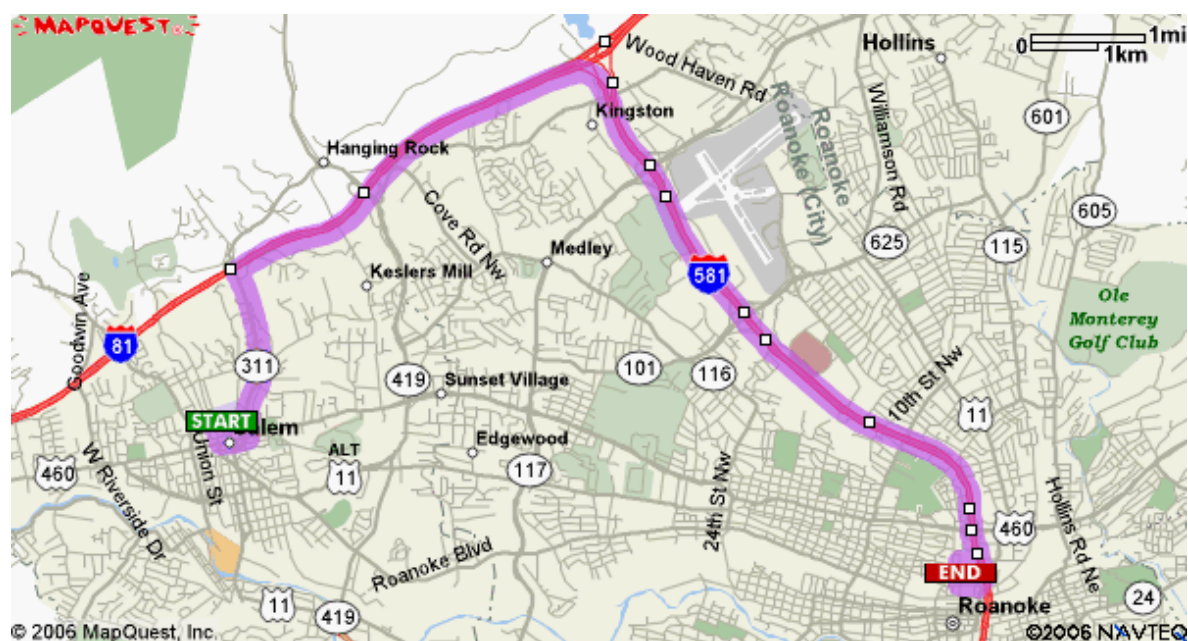 MAPQUEST
Hollins
0 1mi
1km
Wood Haven Rd
Kingston
Roanoke
Roanoke (City)
Williamson Rd
601
Hanging Rock
Cove Rd Nw
605
Medley
625
115
Keslers Mill
581
Goodwin Ave
81
Ole
Monterey
Golf Club
311
419
Sunset Village
101
116
10th St Nw
11
START
Salem
Union St
ALT
11
Edgewood
117
460
W Riverside Dr
24th St Nw
460
Hollins Rd Ne
Roanoke Blvd
END
11
419
Roanoke
24
© 2006 MapQuest, Inc.
©2006 NAVTEQ